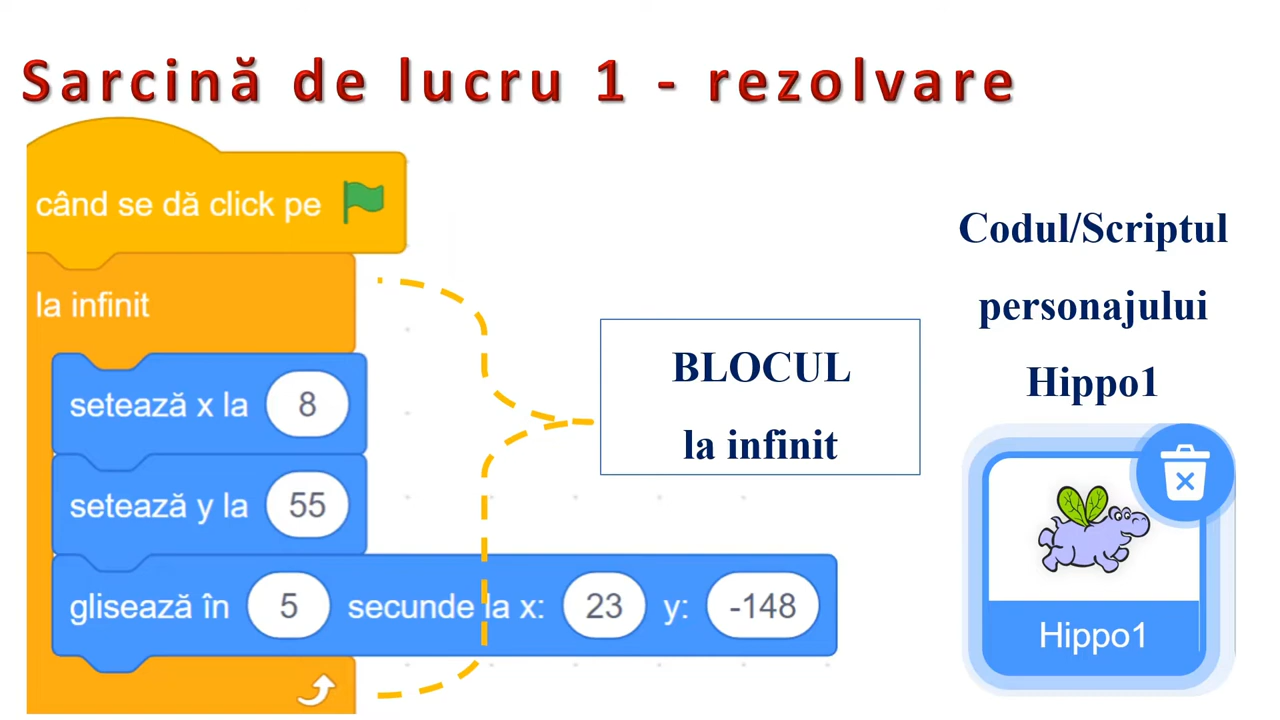 Sarcină de lucru 1 - rezolvare
când se dă click pe
la infinit
setează x la 8
setează y la 55
glisează în 5 secunde la x: 23 y: -148
BLOCUL
la infinit
Codul/Scriptul
personajului
Hippo1
Hippo1